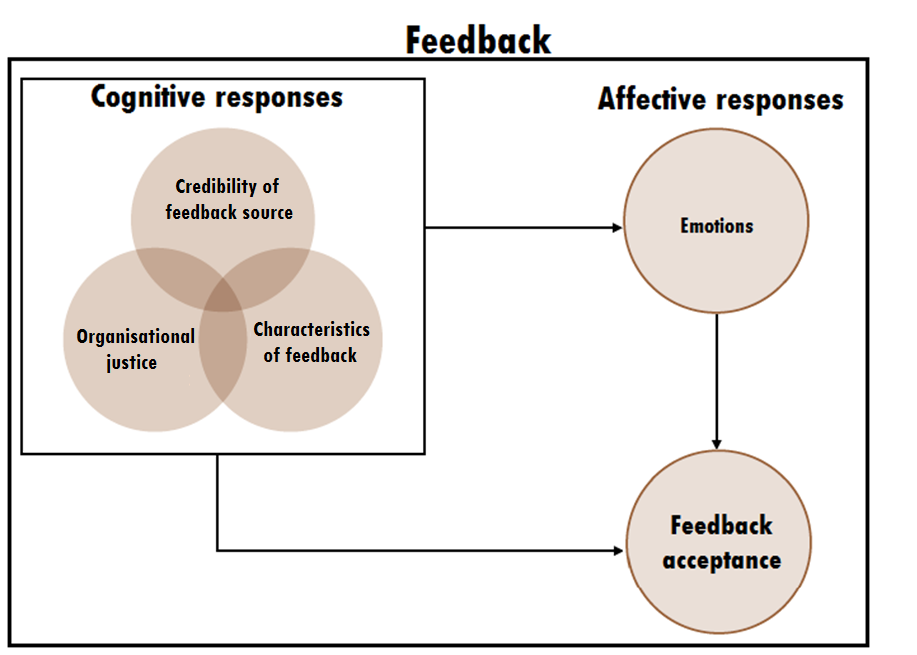 Feedback
Cognitive responses
Affective responses
Credibility of
feedback source
Emotions
Organisational
justice
Characteristics
of feedback
Feedback
acceptance